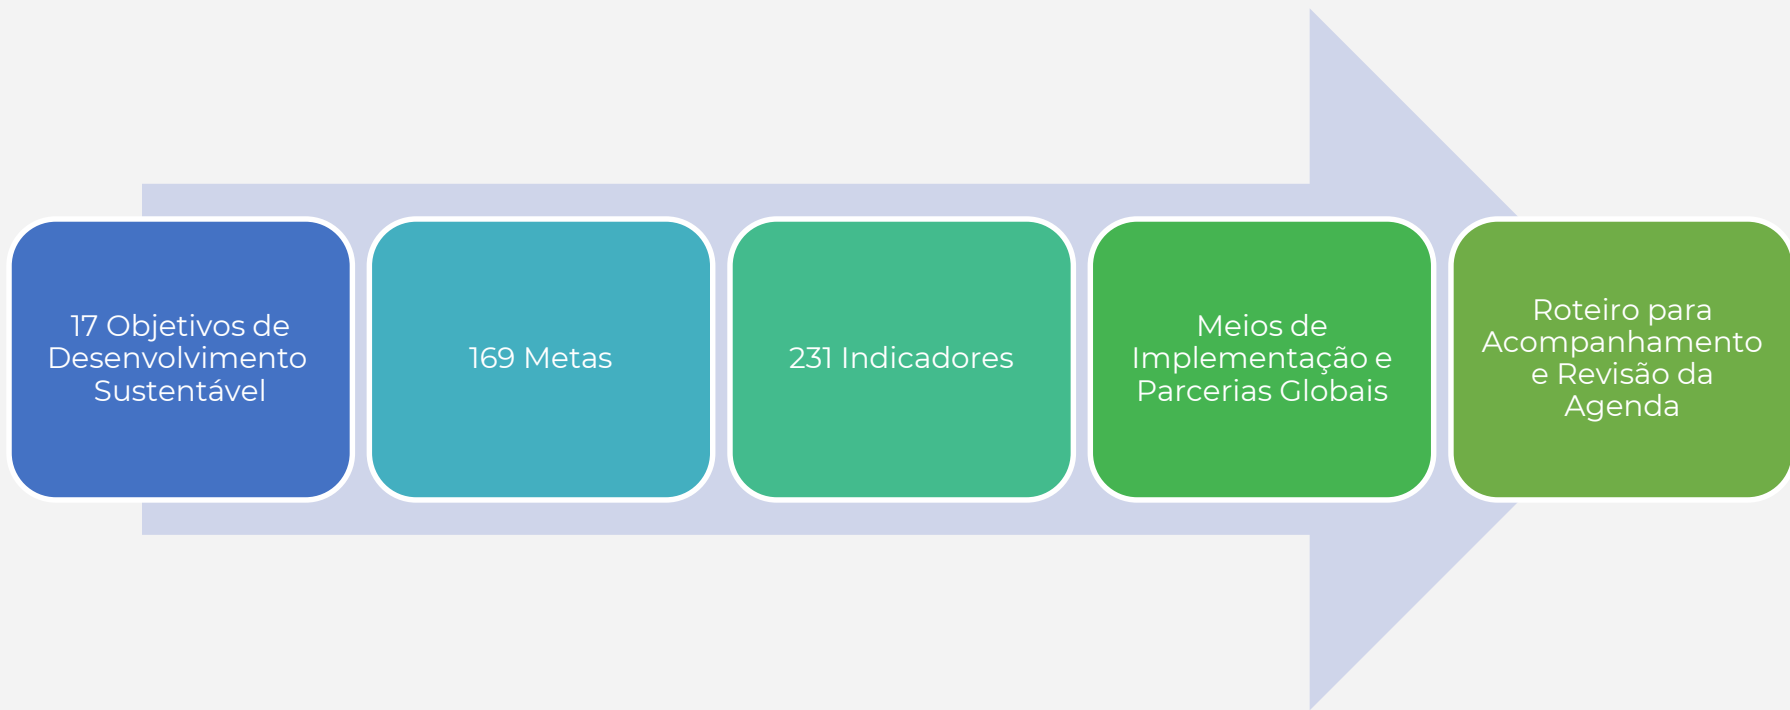 17 Objetivos de
Desenvolvimento
Sustentável
169 Metas
231 Indicadores
Meios de
Implementação e
Parcerias Globais
Roteiro para
Acompanhamento
e Revisão da
Agenda